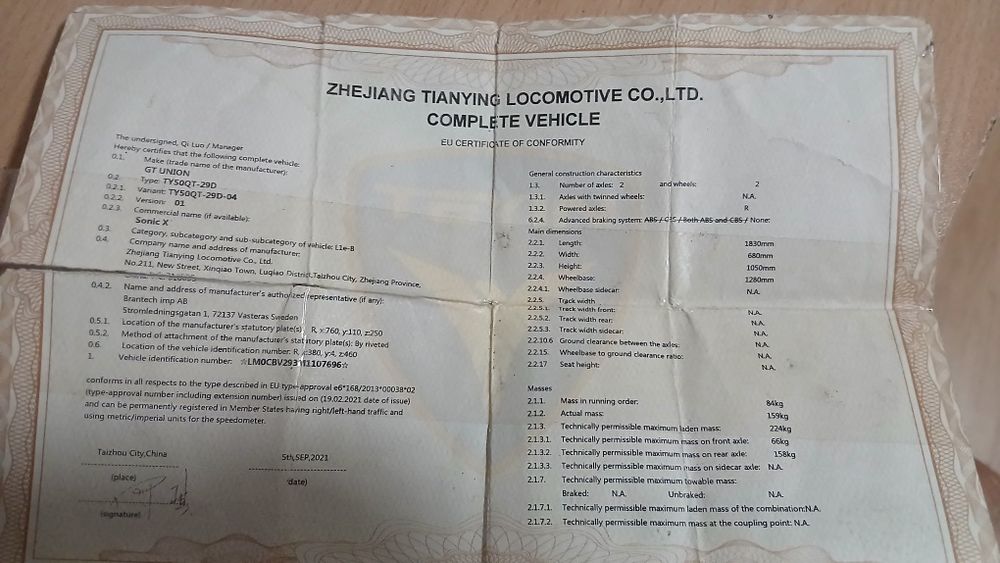 ZHEJIANG TIANYING LOCOMOTIVE CO.,LTD.
COMPLETE VEHICLE
EU CERTIFICATE OF CONFORMITY
The undersigned, Qi Luo / Manager
Hereby certifies that the following complete vehicle:
0.1. Make (trade name of the manufacturer):
GT UNION
0.2. Type: TY50QT-29D
0.2.1. Variant: TY50QT-29D-04
0.2.2. Version: 01
0.2.3. Commercial name (if available):
Sonic X
0.3. Category, subcategory and sub-subcategory of vehicle: L1e-B
0.4. Company name and address of manufacturer:
Zhejiang Tianying Locomotive Co., Ltd.
No.211, New Street, Xinqiao Town, Luqiao District,Taizhou City, Zhejiang Province,
0.4.2. Name and address of manufacturer's authorized representative (if any):
Brantech imp AB
Stromledningsgatan 1, 72137 Vasteras Sweden
0.5.1. Location of the manufacturer's statutory plate(s): R, x:760, y:110, z:250
0.5.2. Method of attachment of the manufacturer's statutory plate(s): By riveted
0.6. Location of the vehicle identification number: R, x:380, y:4, z:460
1. Vehicle identification number: ☆LM0CBV293 1107696☆
conforms in all respects to the type described in EU type-approval e6*168/2013*00038*02
(type-approval number including extension number) issued on (19.02.2021 date of issue)
and can be permanently registered in Member States having right/left-hand traffic and
using metric/imperial units for the speedometer.
Taizhou City,China 5th,SEP,2021
(place) date)
(signature)
General construction characteristics
1.3. Number of axles: 2 and wheels: 2
1.3.1. Axles with twinned wheels: N.A.
1.3.2. Powered axles: R
6.2.4. Advanced braking system: ABS / CBS / Both ABS and CBS / None:
Main dimensions
2.2.1. Length: 1830mm
2.2.2. Width: 680mm
2.2.3. Height: 1050mm
2.2.4. Wheelbase: 1280mm
2.2.4.1. Wheelbase sidecar: N.A.
2.2.5. Track width
2.2.5.1. Track width front: N.A.
2.2.5.2. Track width rear: N.A.
2.2.5.3. Track width sidecar: N.A.
2.2.10.6 Ground clearance between the axles: N.A.
2.2.15. Wheelbase to ground clearance ratio: N.A.
2.2.17 Seat height: N.A.
Masses
2.1.1. Mass in running order: 84kg
2.1.2. Actual mass: 159kg
2.1.3. Technically permissible maximum laden mass: 224kg
2.1.3.1. Technically permissible maximum mass on front axle: 66kg
2.1.3.2. Technically permissible maximum mass on rear axle: 158kg
2.1.3.3. Technically permissible maximum mass on sidecar axle: N.A.
2.1.7. Technically permissible maximum towable mass:
Braked: N.A. Unbraked: N.A.
2.1.7.1. Technically permissible maximum laden mass of the combination:N.A.
2.1.7.2. Technically permissible maximum mass at the coupling point: N.A.